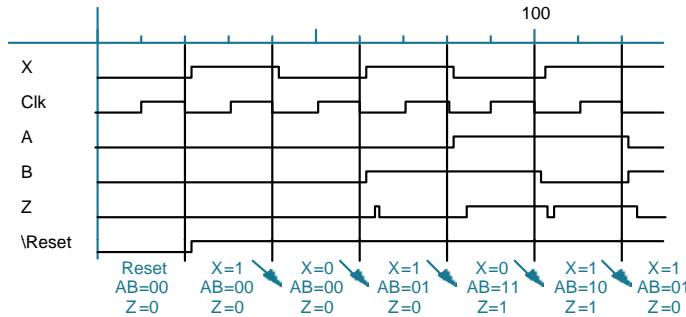 100
X
Clk
A
B
Z
\Reset
Reset X=1 X=0 X=1 X=0 X=1 X=1
AB=00 AB=00 AB=00 AB=01 AB=11 AB=10 AB=01
Z=0 Z=0 Z=0 Z=0 Z=1 Z=1 Z=0